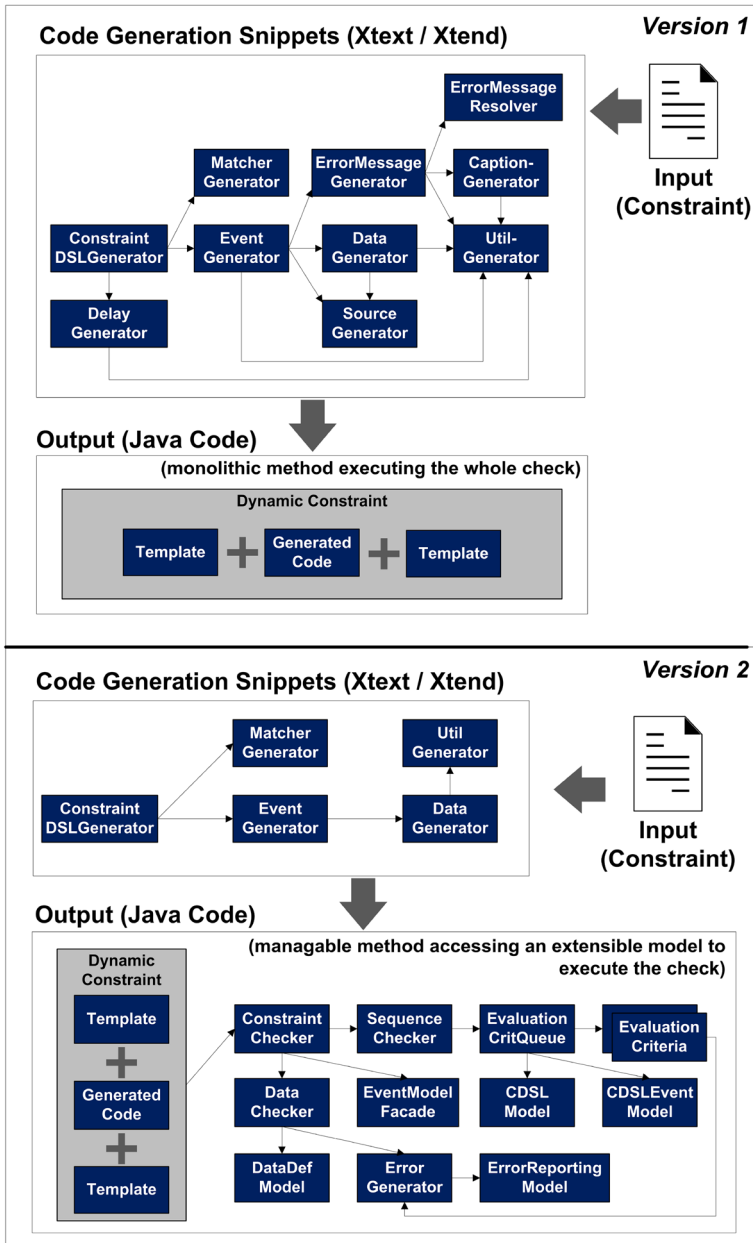 Version 1
Code Generation Snippets (Xtext / Xtend)
ErrorMessage
Resolver
Matcher
Generator
ErrorMessage
Generator
Caption-
Generator
Constraint
DSLGenerator
Event
Generator
Data
Generator
Util-
Generator
Delay
Generator
Source
Generator
Input
(Constraint)
Output (Java Code)
(monolithic method executing the whole check)
Dynamic Constraint
Template
Generated
Code
Template
Version 2
Code Generation Snippets (Xtext / Xtend)
Matcher
Generator
Util
Generator
Constraint
DSLGenerator
Event
Generator
Data
Generator
Input
(Constraint)
Output (Java Code)
(managable method accessing an extensible model to
execute the check)
Dynamic
Constraint
Template
Generated
Code
Template
Constraint
Checker
Sequence
Checker
Evaluation
CritQueue
Evaluation
Criteria
Data
Checker
EventModel
Facade
CDSL
Model
CDSLEvent
Model
DataDef
Model
Error
Generator
ErrorReporting
Model